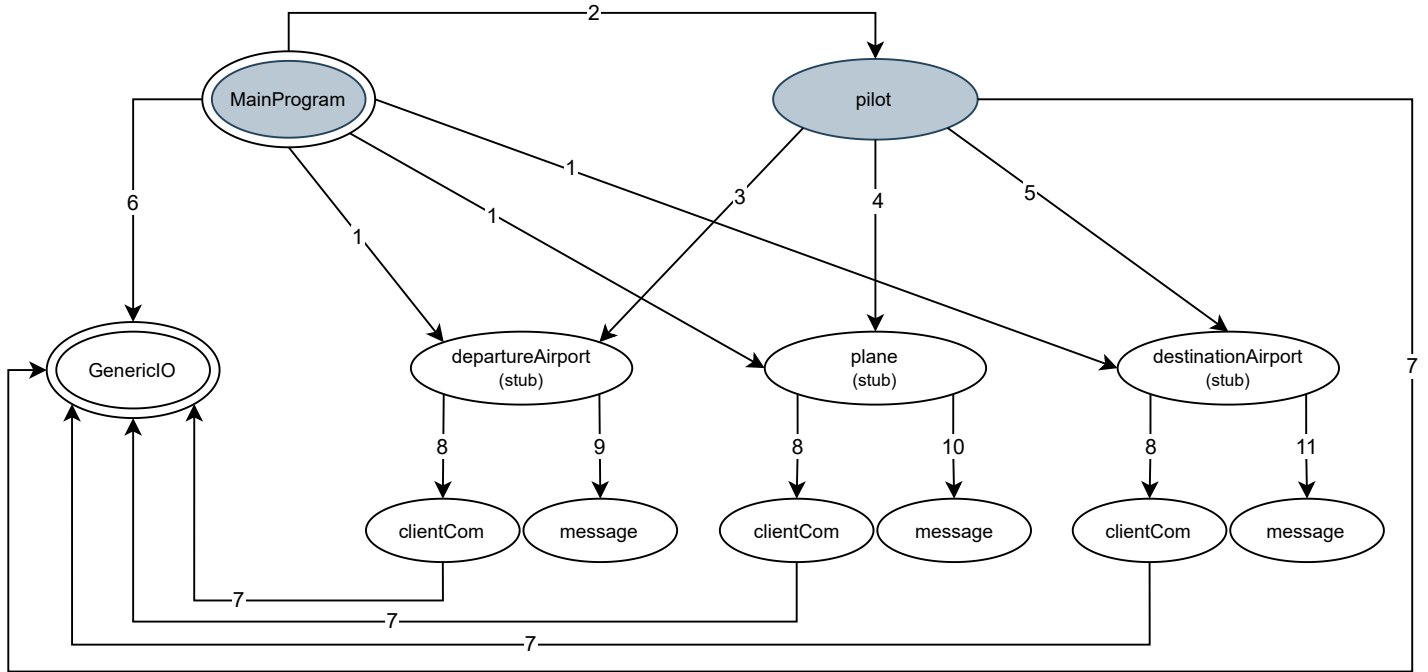 2
MainProgram
pilot
1
6
1
3
4
5
1
GenericIO
departureAirport
(stub)
plane
(stub)
destinationAirport
(stub)
7
8
9
8
10
8
11
clientCom
message
clientCom
message
clientCom
message
7
7
7